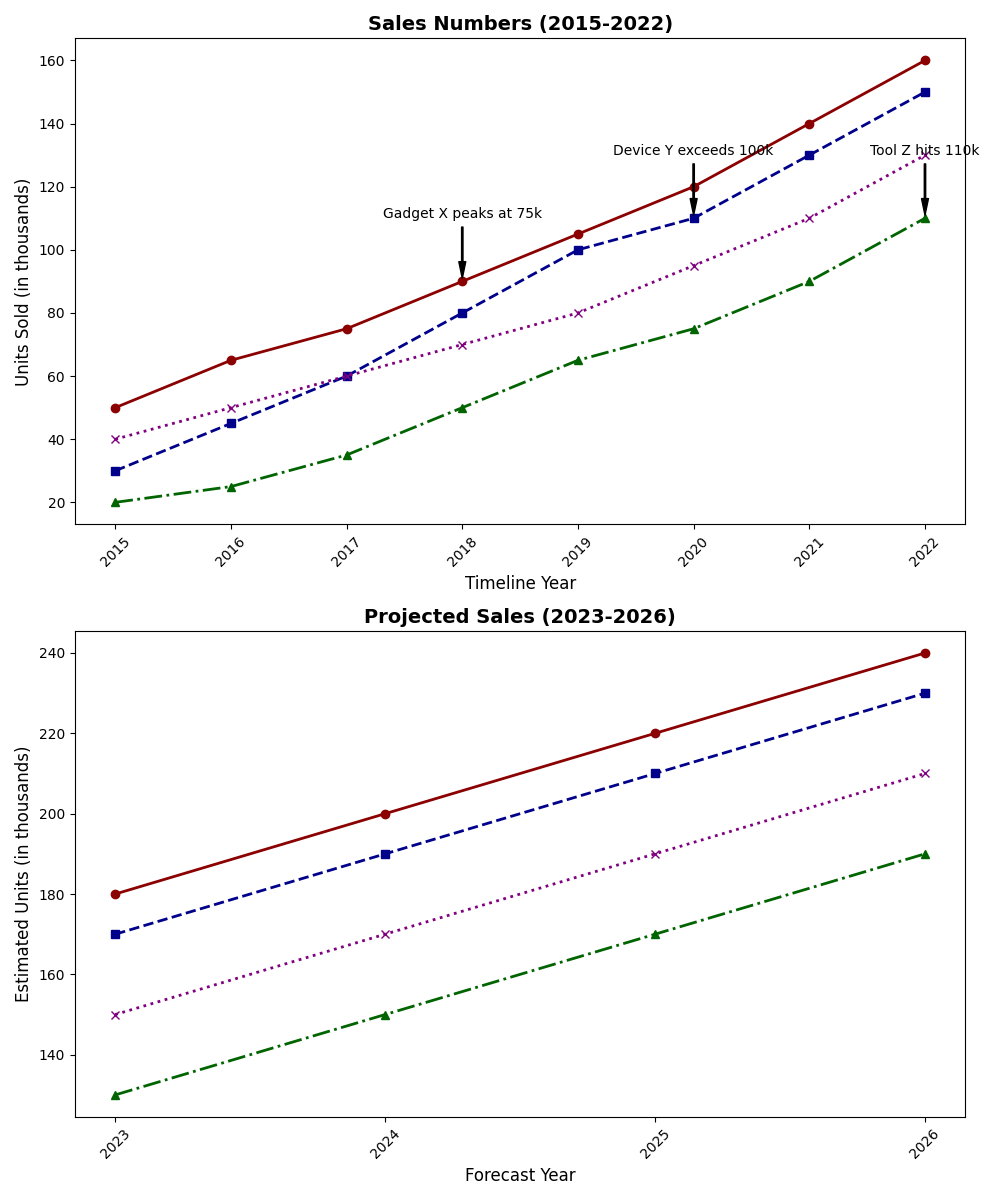 Sales Numbers (2015-2022)
Units Sold (in thousands)
160
140
120
100
80
60
40
20
Gadget X peaks at 75k
Device Y exceeds 100k
Tool Z hits 110k
2015 2016 2017 2018 2019 2020 2021 2022
Timeline Year
Projected Sales (2023-2026)
Estimated Units (in thousands)
240
220
200
180
160
140
2023 2024 2025 2026
Forecast Year